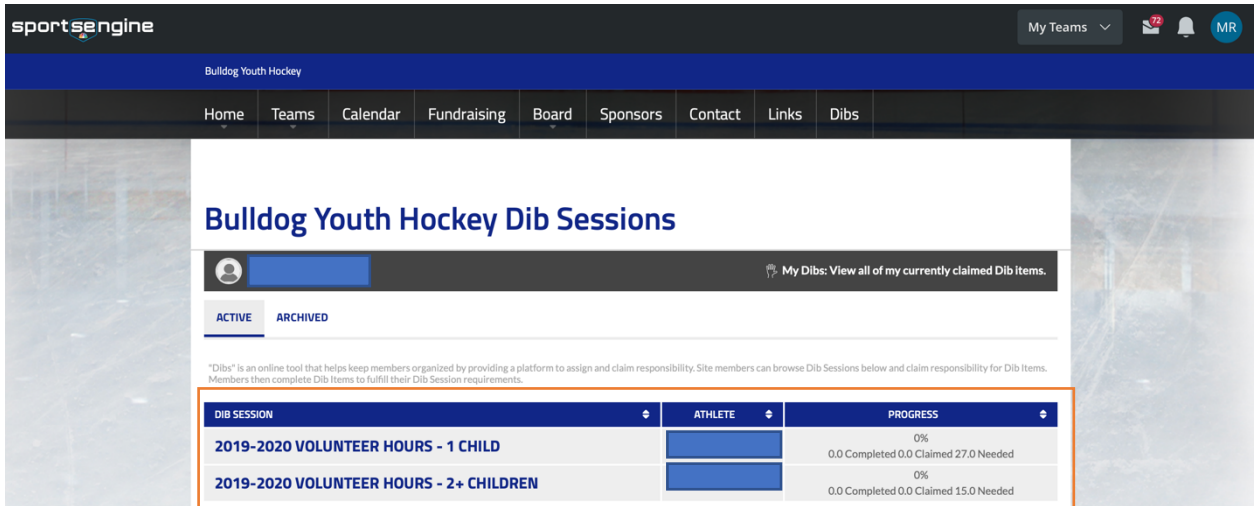 sportsengine
My Teams
72
MR
Bulldog Youth Hockey
Home Teams Calendar Fundraising Board Sponsors Contact Links Dibs
Bulldog Youth Hockey Dib Sessions
My Dibs: View all of my currently claimed Dib items.
ACTIVE ARCHIVED
"Dibs" is an online tool that helps keep members organized by providing a platform to assign and claim responsibility. Site members can browse Dib Sessions below and claim responsibility for Dib Items.
Members then complete Dib Items to fulfill their Dib Session requirements.
DIB SESSION ATHLETE PROGRESS
2019-2020 VOLUNTEER HOURS - 1 CHILD
0%
0.0 Completed 0.0 Claimed 27.0 Needed
2019-2020 VOLUNTEER HOURS - 2+ CHILDREN
0%
0.0 Completed 0.0 Claimed 15.0 Needed